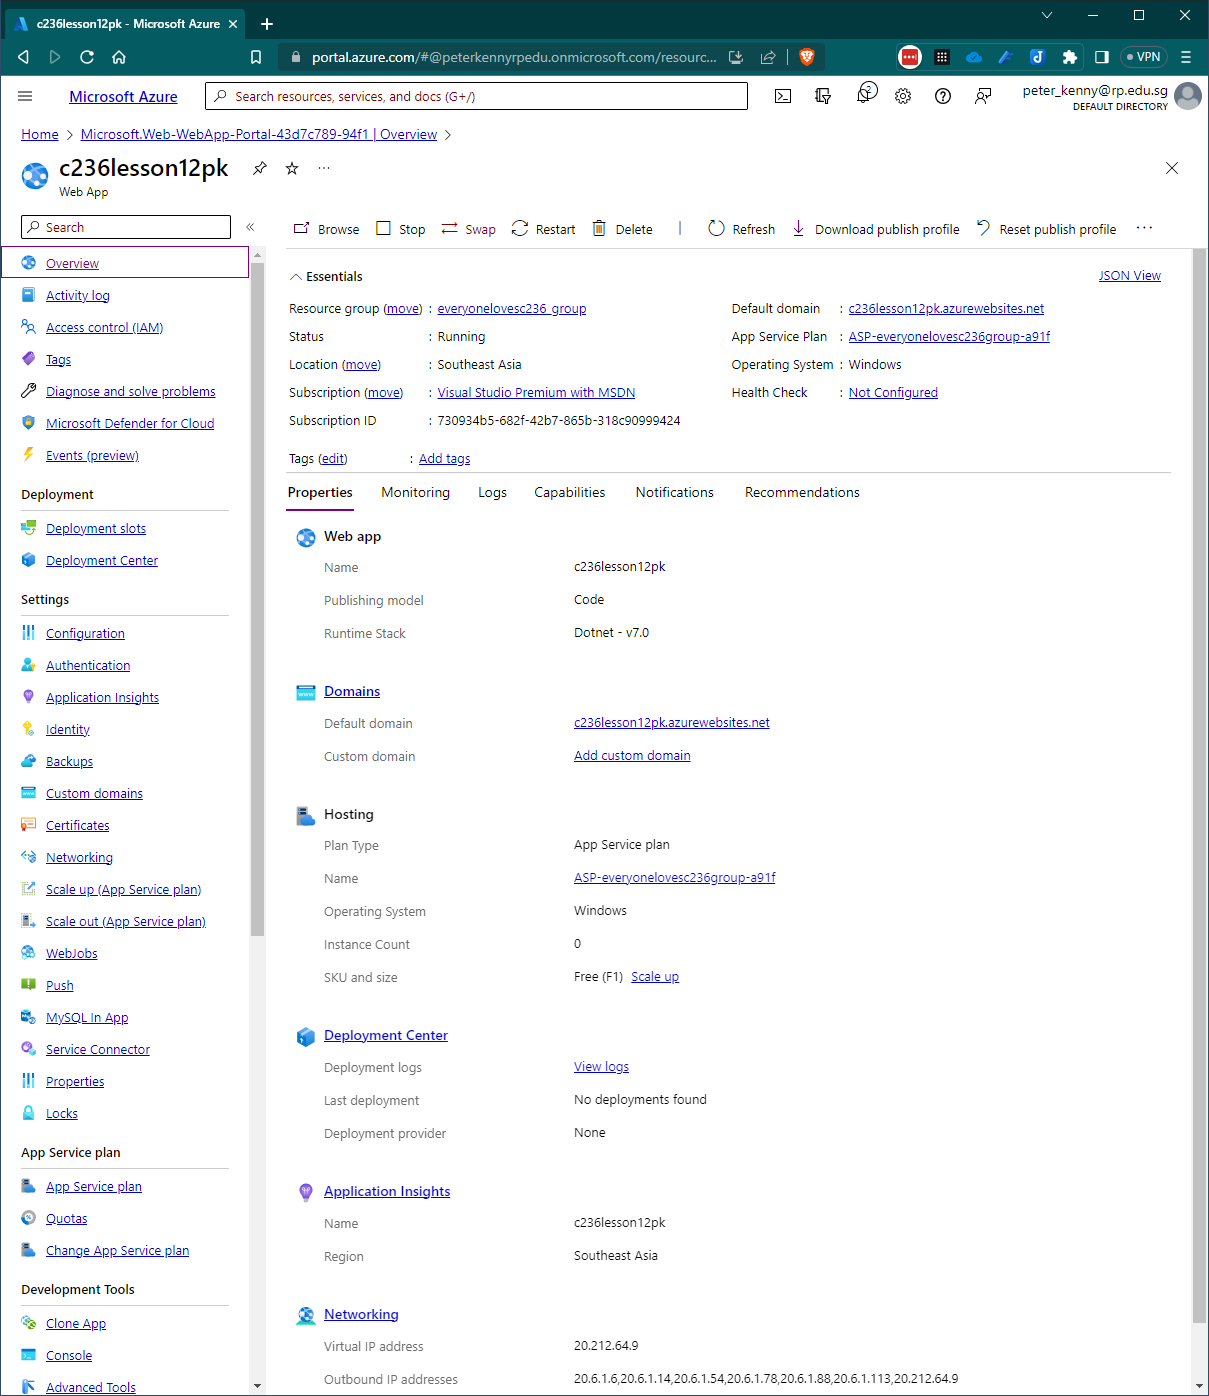 c236lesson12pk - Microsoft Azure
portal.azure.com/#@peterkennyrpedu.onmicrosoft.com/resourc...
VPN
Microsoft Azure
Search resources, services, and docs (G+/)
2
peter_kenny@rp.edu.sg
DEFAULT DIRECTORY
Home > Microsoft.Web-WebApp-Portal-43d7c789-94f1 | Overview >
c236lesson12pk
Web App
Search
Browse Stop Swap Restart Delete Refresh Download publish profile Reset publish profile
Overview
Activity log
Access control (IAM)
Tags
Diagnose and solve problems
Microsoft Defender for Cloud
Events (preview)
Deployment
Deployment slots
Deployment Center
Settings
Configuration
Authentication
Application Insights
Identity
Backups
Custom domains
Certificates
Networking
Scale up (App Service plan)
Scale out (App Service plan)
WebJobs
Push
MySQL In App
Service Connector
Properties
Locks
App Service plan
App Service plan
Quotas
Change App Service plan
Development Tools
Clone App
Console
Advanced Tools
Essentials
JSON View
Resource group (move) : everyonelovesc236_group
Status : Running
Location (move) : Southeast Asia
Subscription (move) : Visual Studio Premium with MSDN
Subscription ID : 730934b5-682f-42b7-865b-318c90999424
Default domain : c236lesson12pk.azurewebsites.net
App Service Plan : ASP-everyonelovesc236group-a91f
Operating System : Windows
Health Check : Not Configured
Tags (edit) : Add tags
Properties Monitoring Logs Capabilities Notifications Recommendations
Web app
Name c236lesson12pk
Publishing model Code
Runtime Stack Dotnet - v7.0
Domains
Default domain c236lesson12pk.azurewebsites.net
Custom domain Add custom domain
Hosting
Plan Type App Service plan
Name ASP-everyonelovesc236group-a91f
Operating System Windows
Instance Count 0
SKU and size Free (F1) Scale up
Deployment Center
Deployment logs View logs
Last deployment No deployments found
Deployment provider None
Application Insights
Name c236lesson12pk
Region Southeast Asia
Networking
Virtual IP address 20.212.64.9
Outbound IP addresses 20.6.1.6,20.6.1.14,20.6.1.54,20.6.1.78,20.6.1.88,20.6.1.113,20.212.64.9